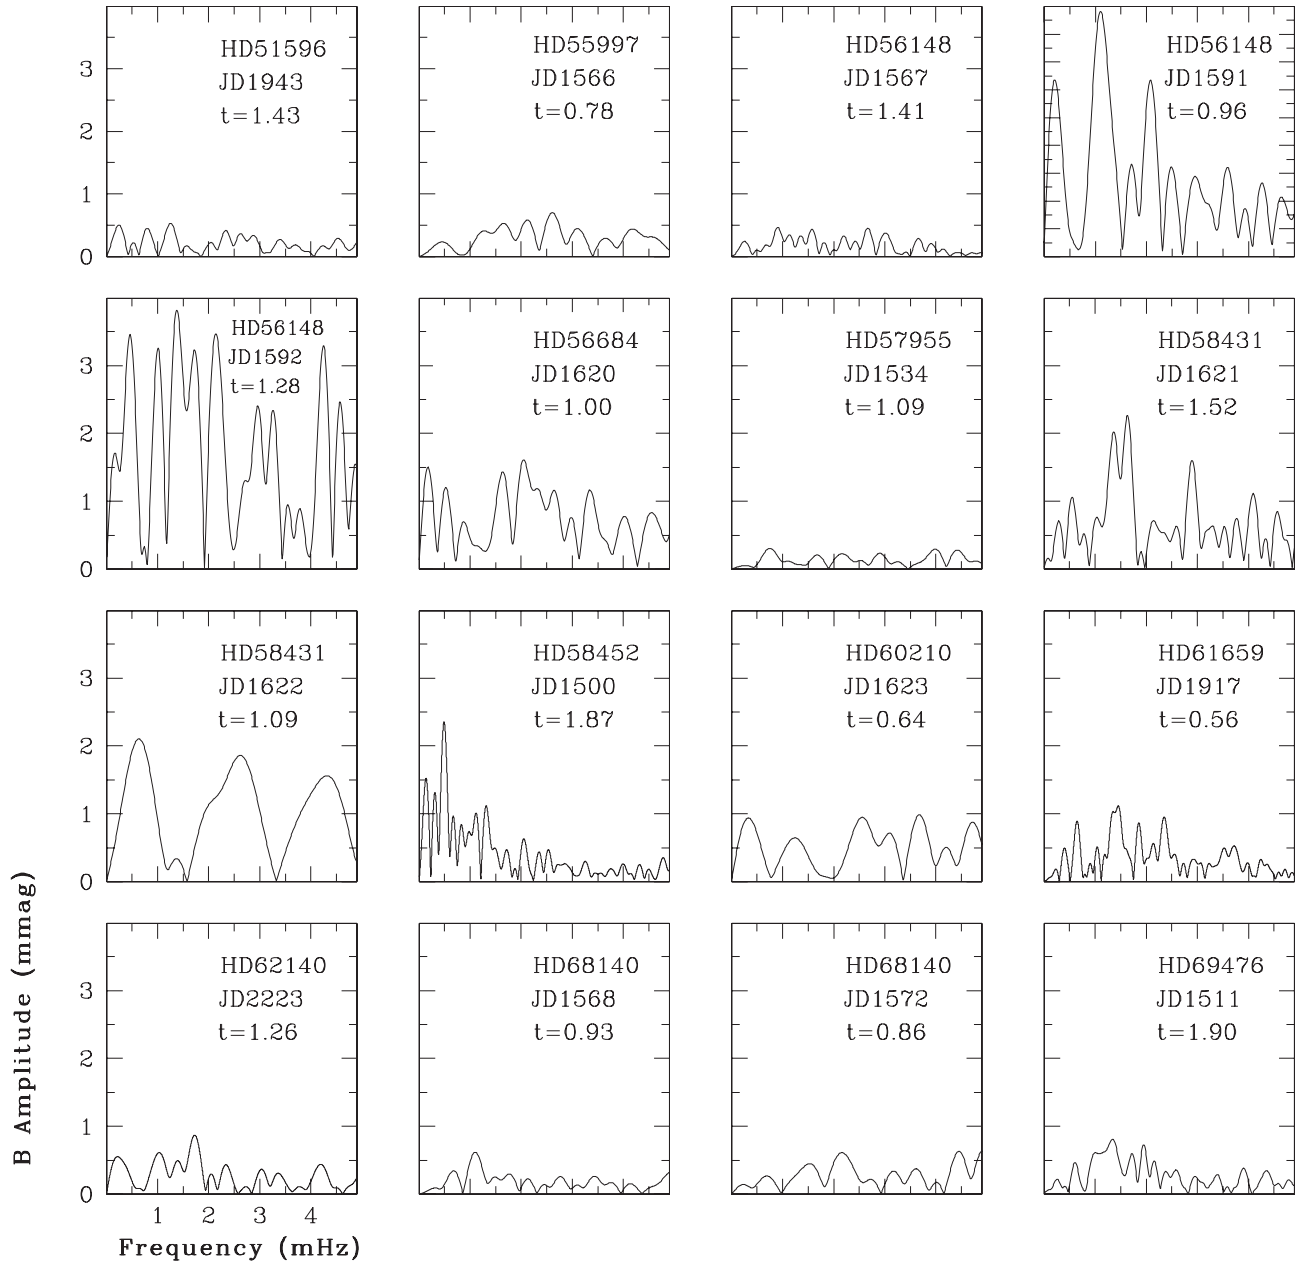 HD51596
JD1943
t=1.43
HD55997
JD1566
t=0.78
HD56148
JD1567
t=1.41
HD56148
JD1591
t=0.96
3
2
1
0
HD56148
JD1592
t=1.28
HD56684
JD1620
t=1.00
HD57955
JD1534
t=1.09
HD58431
JD1621
t=1.52
3
2
1
0
HD58431
JD1622
t=1.09
HD58452
JD1500
t=1.87
HD60210
JD1623
t=0.64
HD61659
JD1917
t=0.56
3
2
1
0
HD62140
JD2223
t=1.26
HD68140
JD1568
t=0.93
HD68140
JD1572
t=0.86
HD69476
JD1511
t=1.90
3
2
1
0
1 2 3 4
Frequency (mHz)
B Amplitude (mmag)